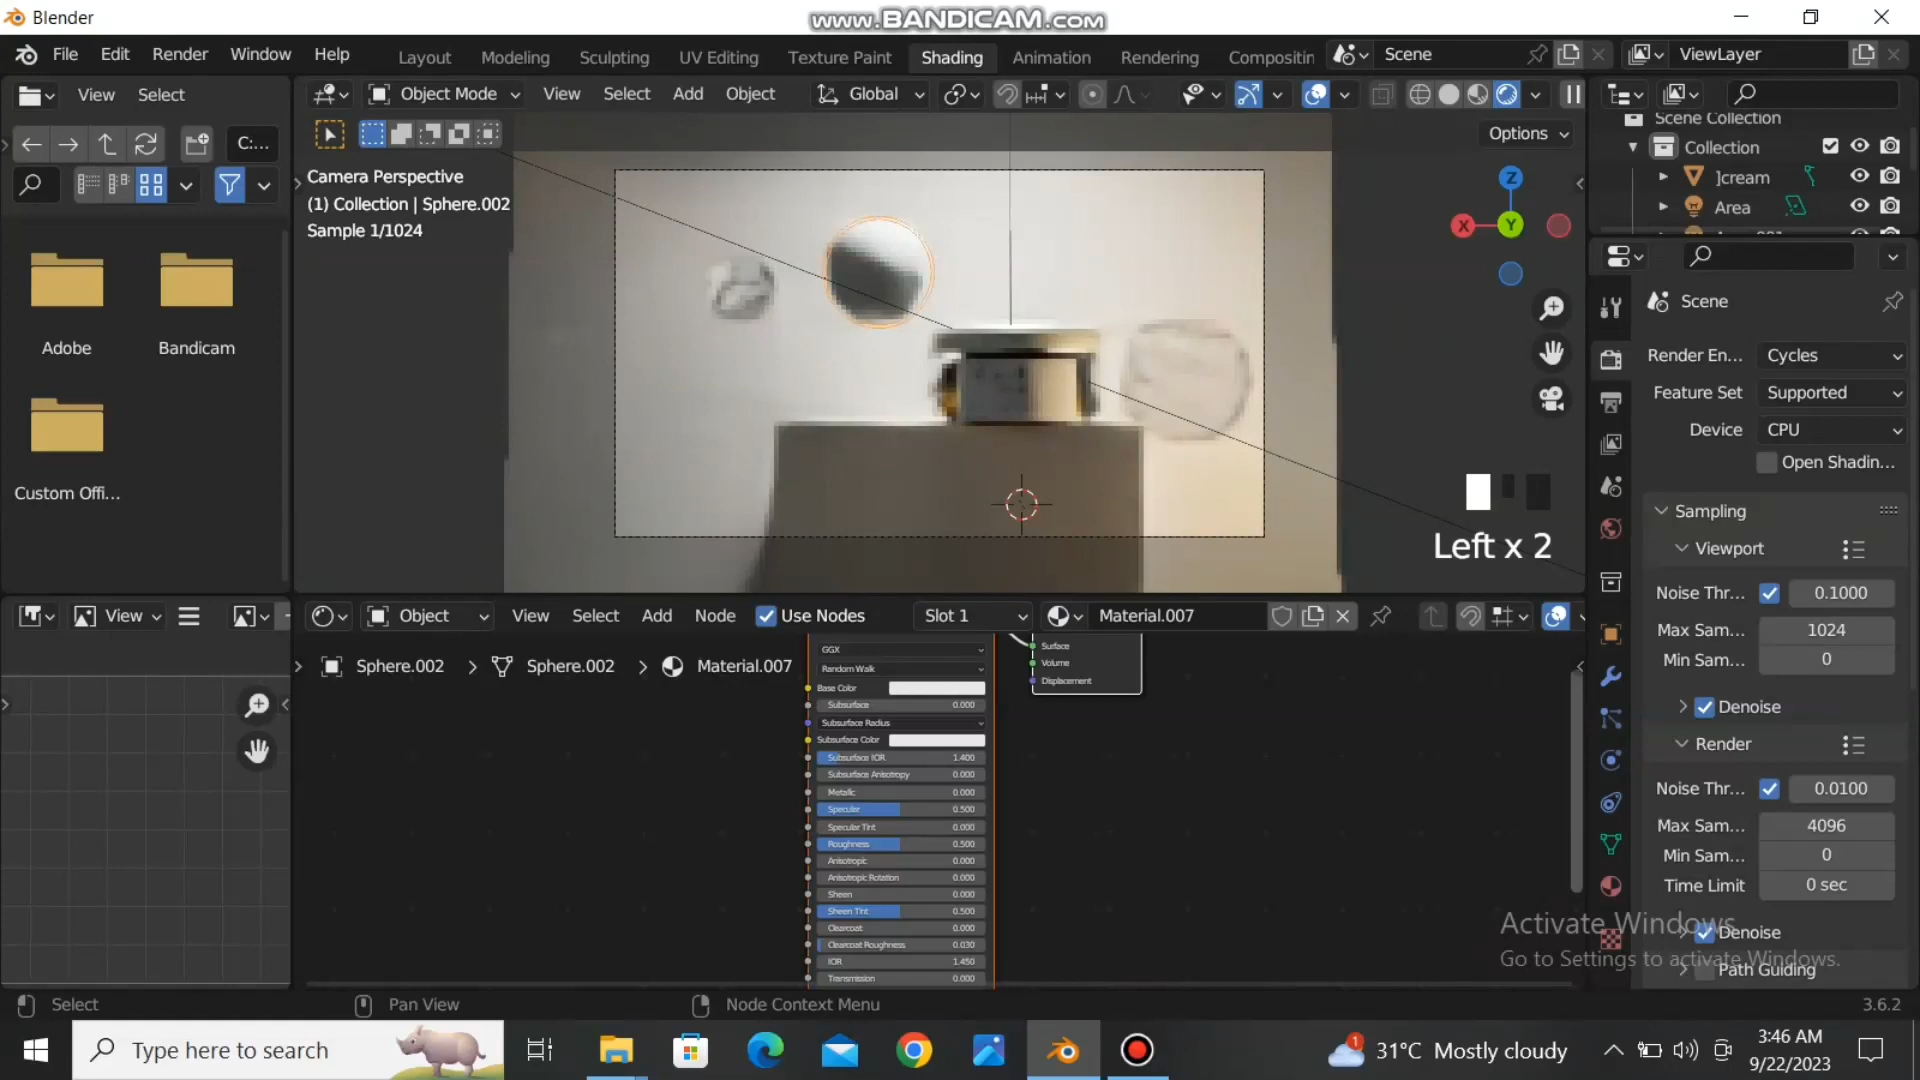 Blender
www.BANDICAM.com
File Edit Render Window Help
Layout Modeling Sculpting UV Editing Texture Paint Shading Animation Rendering Compositin
Scene
ViewLayer
View Select
Object Mode View Select Add Object Global
C:...
Options
Camera Perspective
(1) Collection | Sphere.002
Sample 1/1024
Z
X
Y
Adobe
Bandicam
Custom Offi...
Left x 2
Scene Collection
Collection
]cream
Area
Scene
Render En... Cycles
Feature Set Supported
Device CPU
Open Shadin...
Sampling
Viewport
Noise Thr... 0.1000
Max Sam... 1024
Min Sam... 0
Denoise
Render
Noise Thr... 0.0100
Max Sam... 4096
Min Sam... 0
Time Limit 0 sec
Denoise
Path Guiding
View
Object View Select Add Node Use Nodes Slot 1 Material.007
Sphere.002 > Sphere.002 > Material.007
GGX
Random Walk
Base Color
Subsurface 0.000
Subsurface Radius
Subsurface Color
Subsurface IOR 1.400
Subsurface Anisotropy 0.000
Metallic 0.000
Specular 0.500
Specular Tint 0.000
Roughness 0.500
Anisotropic 0.000
Anisotropic Rotation 0.000
Sheen 0.000
Sheen Tint 0.500
Clearcoat 0.000
Clearcoat Roughness 0.030
IOR 1.450
Transmission 0.000
Surface
Volume
Displacement
Activate Windows
Go to Settings to activate Windows.
Select
Pan View
Node Context Menu
3.6.2
Type here to search
1
31°C Mostly cloudy
3:46 AM
9/22/2023